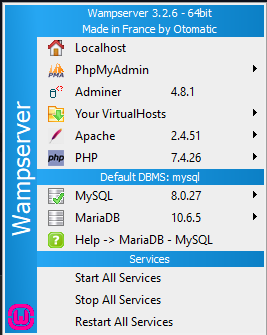 Wampserver 3.2.6 - 64bit
Made in France by Otomatic
Wampserver
Localhost
PhpMyAdmin
Adminer 4.8.1
Your VirtualHosts
Apache 2.4.51
php PHP 7.4.26
Default DBMS: mysql
MySQL 8.0.27
MariaDB 10.6.5
Help -> MariaDB - MySQL
Services
Start All Services
Stop All Services
Restart All Services